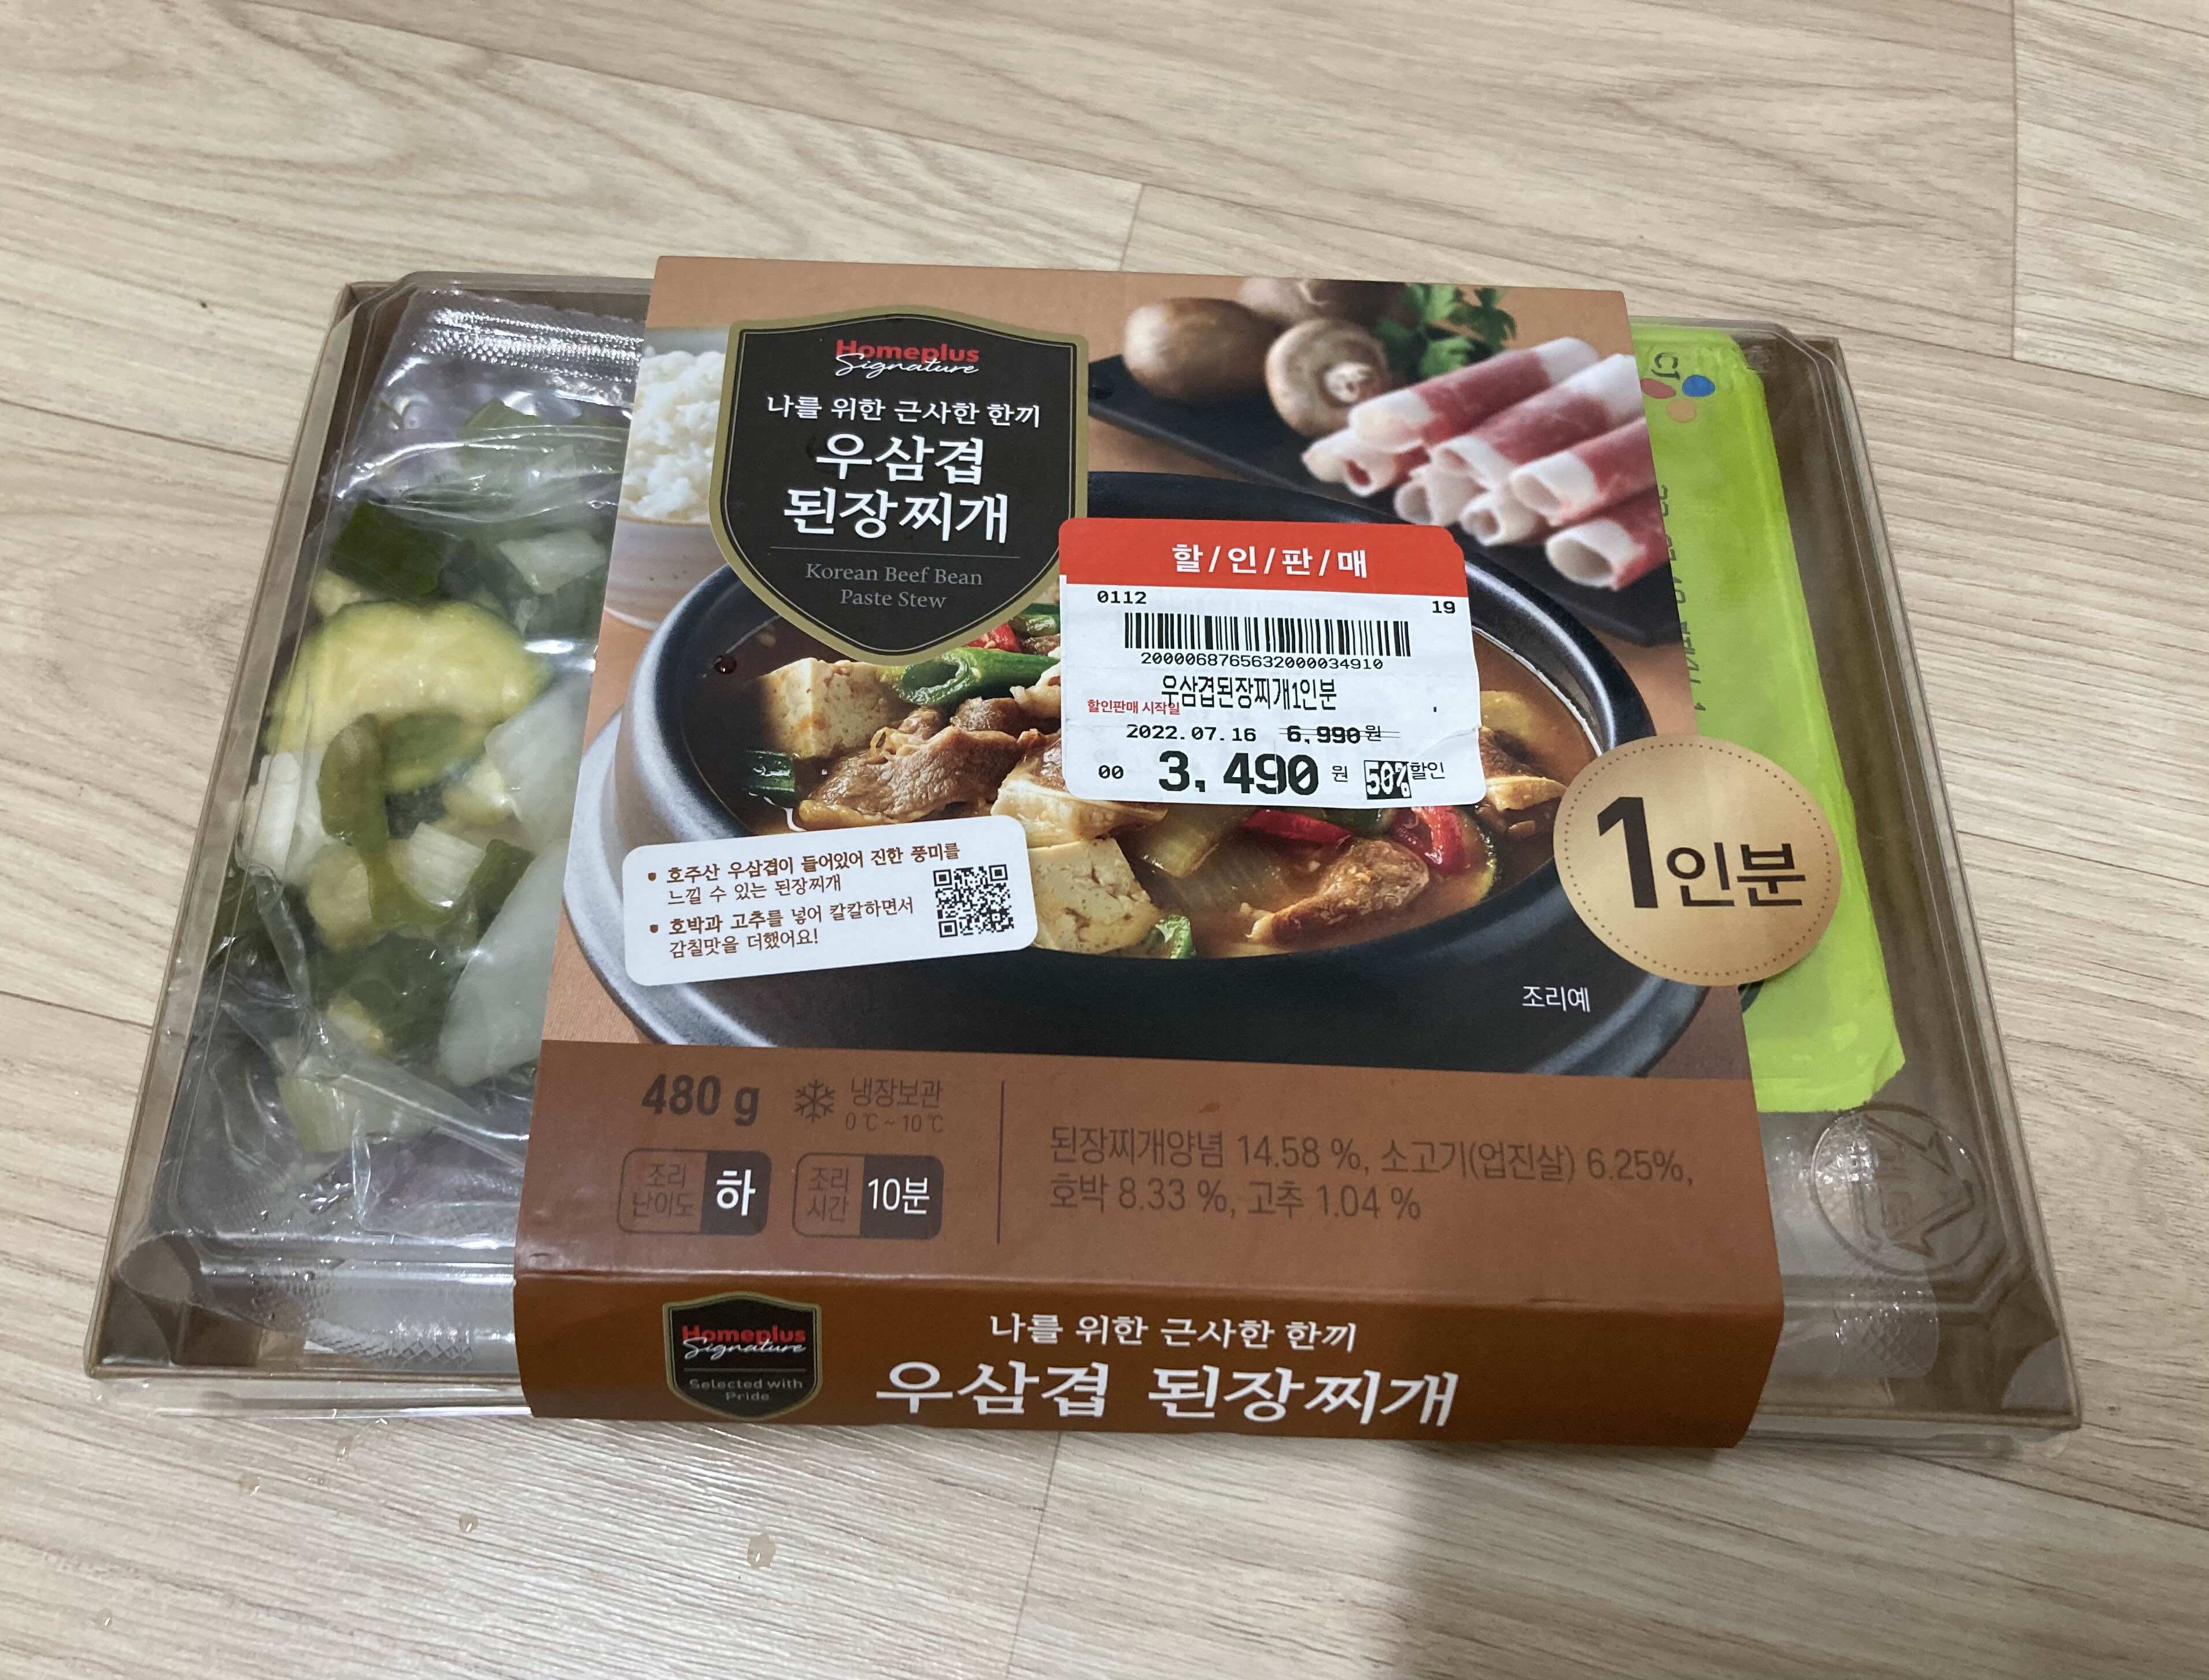 Homeplus
Signature
나를 위한 근사한 한끼
우삼겹
된장찌개
Korean Beef Bean
Paste Stew
CJ
할/인/판/매
0112
19
2000068765632000034910
우삼겹된장찌개1인분
할인판매 시작일
2022.07.16 6,990원
00 3,490원 50%할인
1인분
호주산 우삼겹이 들어있어 진한 풍미를
느낄 수 있는 된장찌개
호박과 고추를 넣어 칼칼하면서
감칠맛을 더했어요!
조리예
480 g
냉장보관
0℃~10℃
조리
난이도
하
조리
시간
10분
된장찌개양념 14.58 %, 소고기(업진살) 6.25%,
호박 8.33 %, 고추 1.04 %
Homeplus
Signature
Selected with
Pride
나를 위한 근사한 한끼
우삼겹 된장찌개